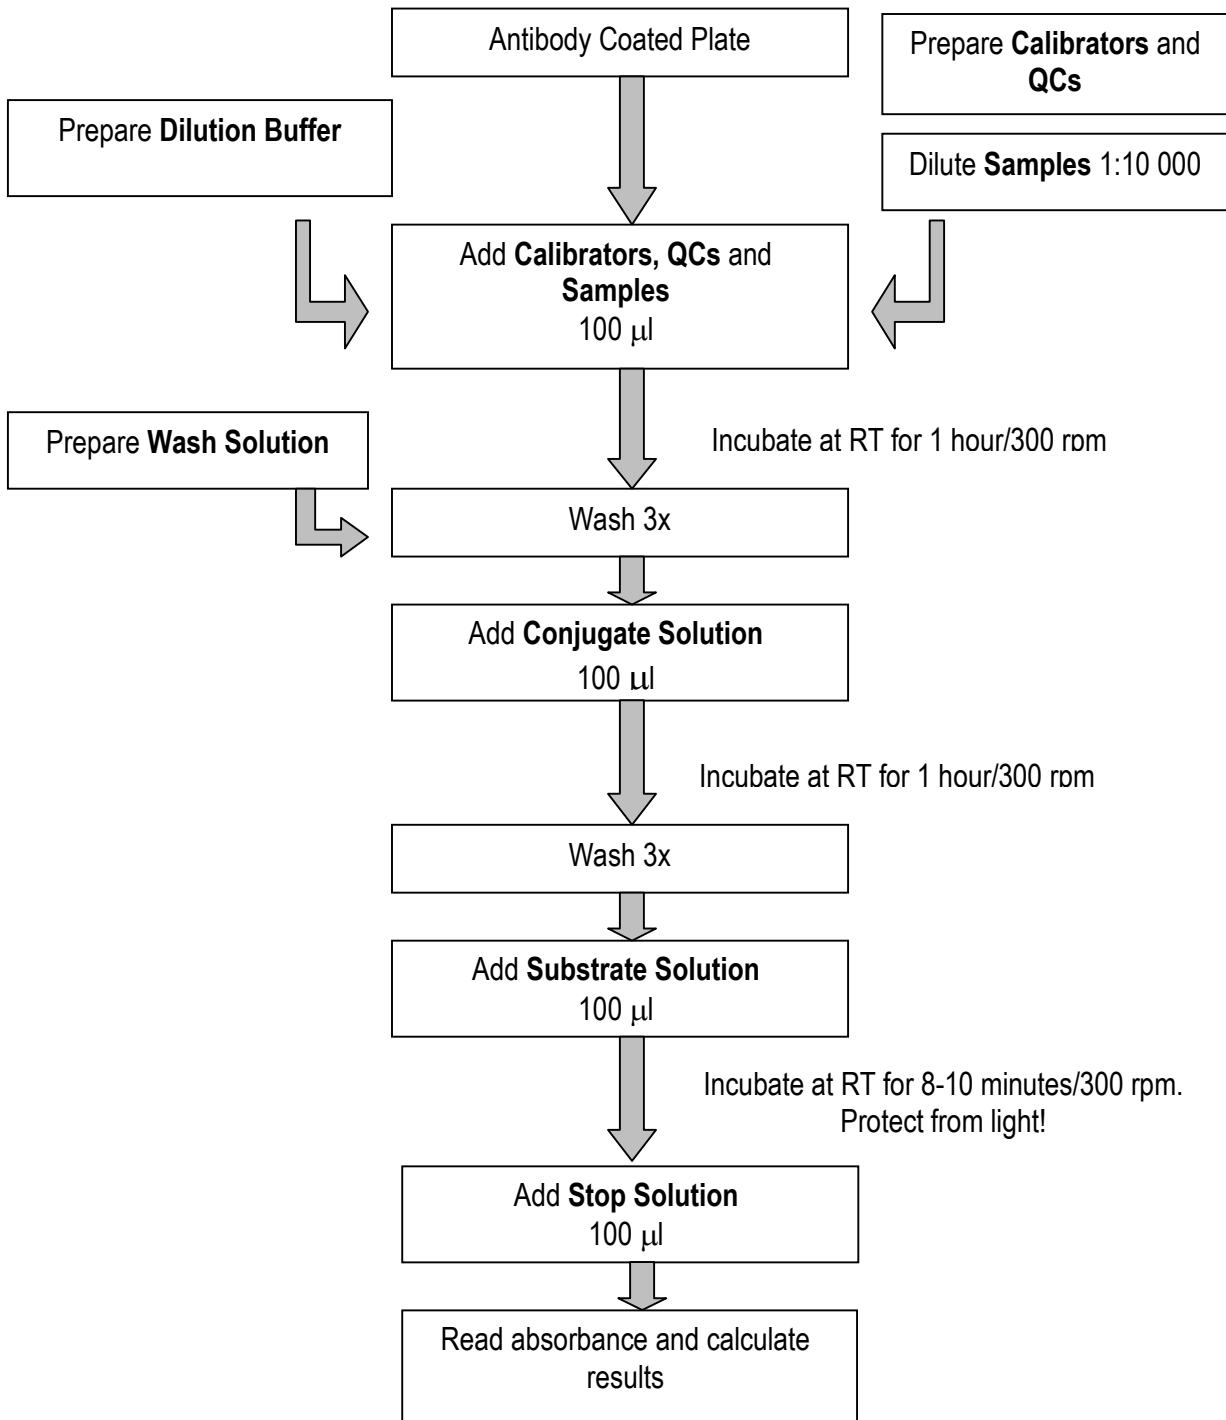 Antibody Coated Plate
Prepare Calibrators and
QCs
Prepare Dilution Buffer
Dilute Samples 1:10 000
Add Calibrators, QCs and
Samples
100 μl
Incubate at RT for 1 hour/300 rpm
Prepare Wash Solution
Wash 3x
Add Conjugate Solution
100 μl
Incubate at RT for 1 hour/300 rpm
Wash 3x
Add Substrate Solution
100 μl
Incubate at RT for 8-10 minutes/300 rpm.
Protect from light!
Add Stop Solution
100 μl
Read absorbance and calculate
results